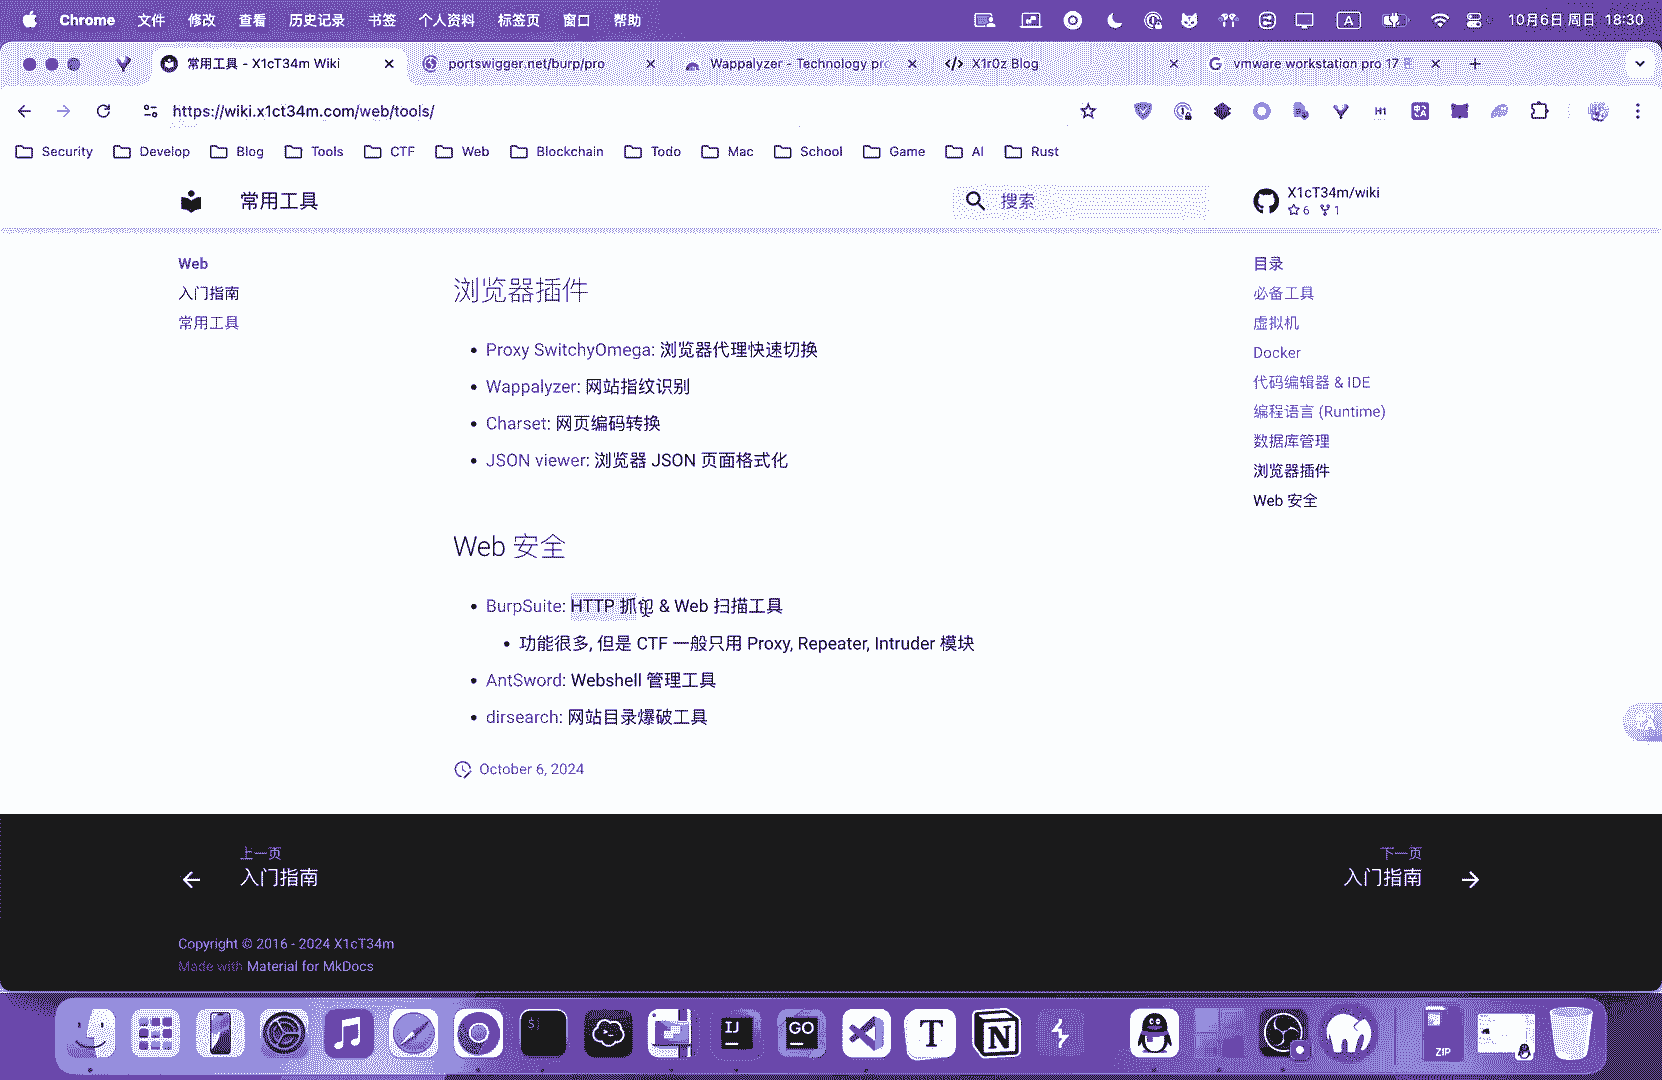 Chrome 文件 修改 查看 历史记录 书签 个人资料 标签页 窗口 帮助 A 10月6日 周日 18:30
常用工具 - X1cT34m Wiki portswigger.net/burp/pro Wappalyzer - Technology pro X1r0z Blog vmware workstation pro 17
https://wiki.x1ct34m.com/web/tools/ H1
Security Develop Blog Tools CTF Web Blockchain Todo Mac School Game AI Rust
常用工具 搜索 X1cT34m/wiki
6 1
Web
入门指南
常用工具
浏览器插件
Proxy SwitchyOmega: 浏览器代理快速切换
Wappalyzer: 网站指纹识别
Charset: 网页编码转换
JSON viewer: 浏览器 JSON 页面格式化
Web 安全
BurpSuite: HTTP 抓包 & Web 扫描工具
功能很多, 但是 CTF 一般只用 Proxy, Repeater, Intruder 模块
AntSword: Webshell 管理工具
dirsearch: 网站目录爆破工具
October 6, 2024
目录
必备工具
虚拟机
Docker
代码编辑器 & IDE
编程语言 (Runtime)
数据库管理
浏览器插件
Web 安全
上一页
入门指南
下一页
入门指南
Copyright © 2016 - 2024 X1cT34m
Made with Material for MkDocs
$ IJ GO T N ZIP